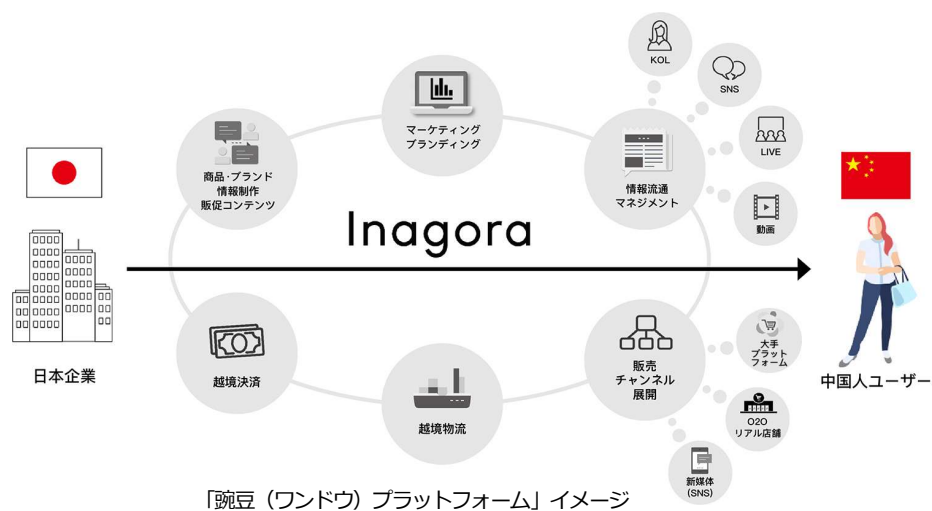 KOL
SNS
マーケティング
ブランディング
LIVE
商品・ブランド
情報制作
販促コンテンツ
情報流通
マネジメント
動画
Inagora
日本企業
越境決済
越境物流
販売
チャンネル
展開
大手
プラット
フォーム
O2O
リアル店舗
新媒体
(SNS)
中国人ユーザー
「豌豆（ワンドウ）プラットフォーム」イメージ